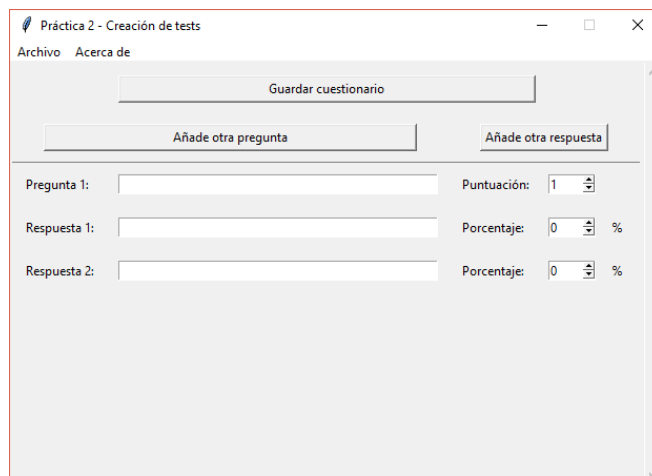 Práctica 2 - Creación de tests
Archivo Acerca de
Guardar cuestionario
Añade otra pregunta Añade otra respuesta
Pregunta 1: Puntuación: 1
Respuesta 1: Porcentaje: 0 %
Respuesta 2: Porcentaje: 0 %